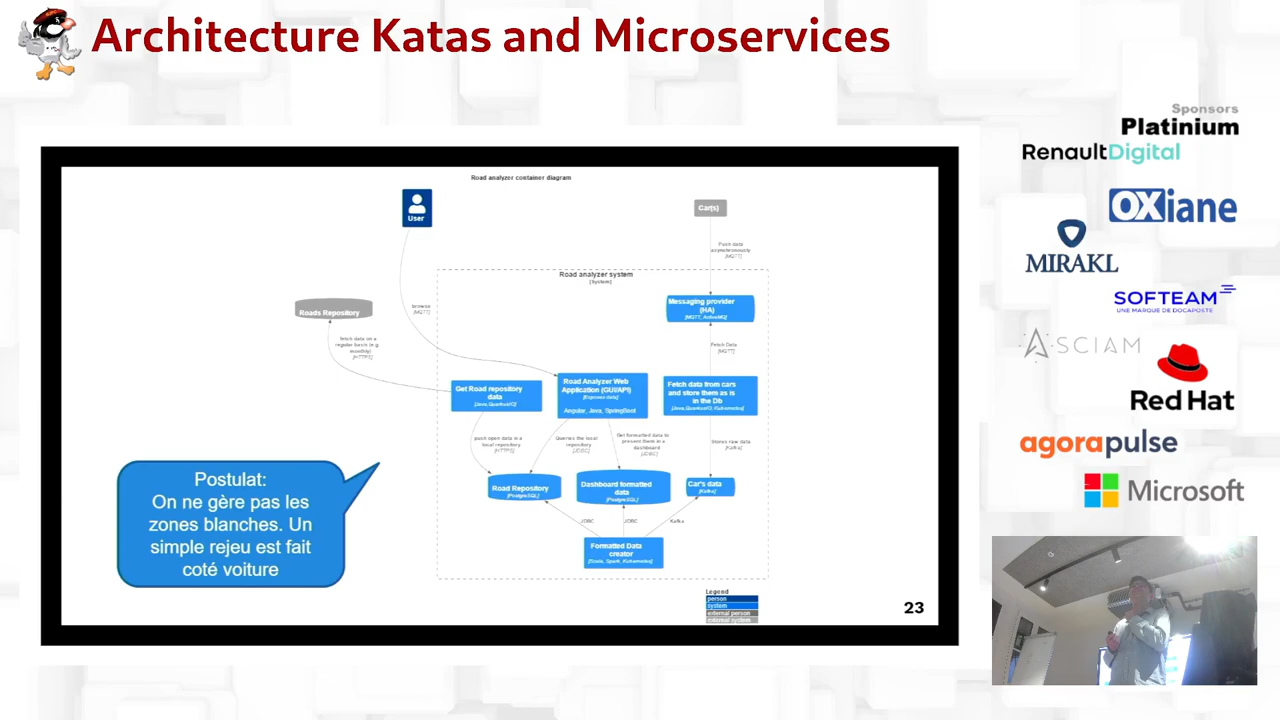 Architecture Katas and Microservices
Sponsors
Platinium
RenaultDigital
OXiane
MIRAKL
SOFTEAM
UNE MARQUE DE DOCAPOSTE
ASCIAM
Red Hat
agorapulse
Microsoft
Road analyzer container diagram
User
Car(s)
Push data
asynchronously
[MQTT]
Road analyzer system
[System]
Roads Repository
browse
[MQTT]
Messaging provider
(HA)
[MQTT, ActiveMQ]
fetch data on a
regular basis (e.g.
monthly)
[HTTPS]
Fetch Data
[MQTT]
Get Road repository
data
[Java,QuarkusIO]
Road Analyzer Web
Application (GUI/API)
[Exposes data]
Angular, Java, SpringBoot
Fetch data from cars
and store them as is
in the Db
[Java,QuarkusIO, Kubernetes]
push open data in a
local repository
[HTTPS]
Queries the local
repository
[JDBC]
Get formatted data to
present them in a
dashboard
[JDBC]
Stores raw data
[Kafka]
Road Repository
[PostgreSQL]
Dashboard formatted
data
[PostgreSQL]
Car's data
[Kafka]
JDBC
JDBC
Kafka
Formatted Data
creator
[Scala, Spark, Kubernetes]
Postulat:
On ne gère pas les
zones blanches. Un
simple rejeu est fait
coté voiture
Legend
person
system
external person
external system
23